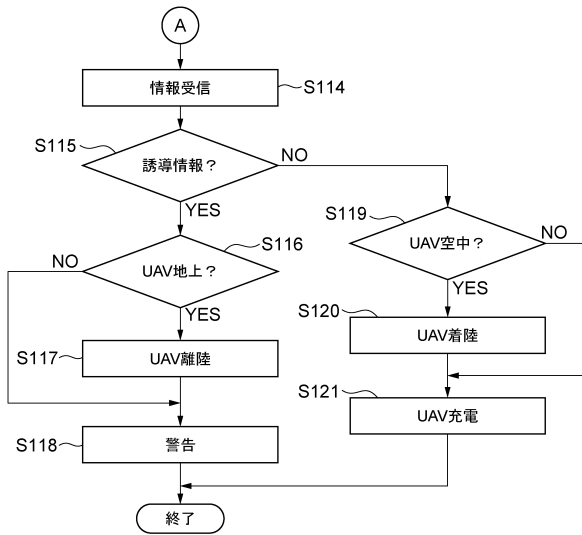 A
情報受信
S114
S115
誘導情報？
NO
YES
S116
UAV地上？
NO
YES
S119
UAV空中？
NO
YES
S117
UAV離陸
S120
UAV着陸
S121
UAV充電
S118
警告
終了